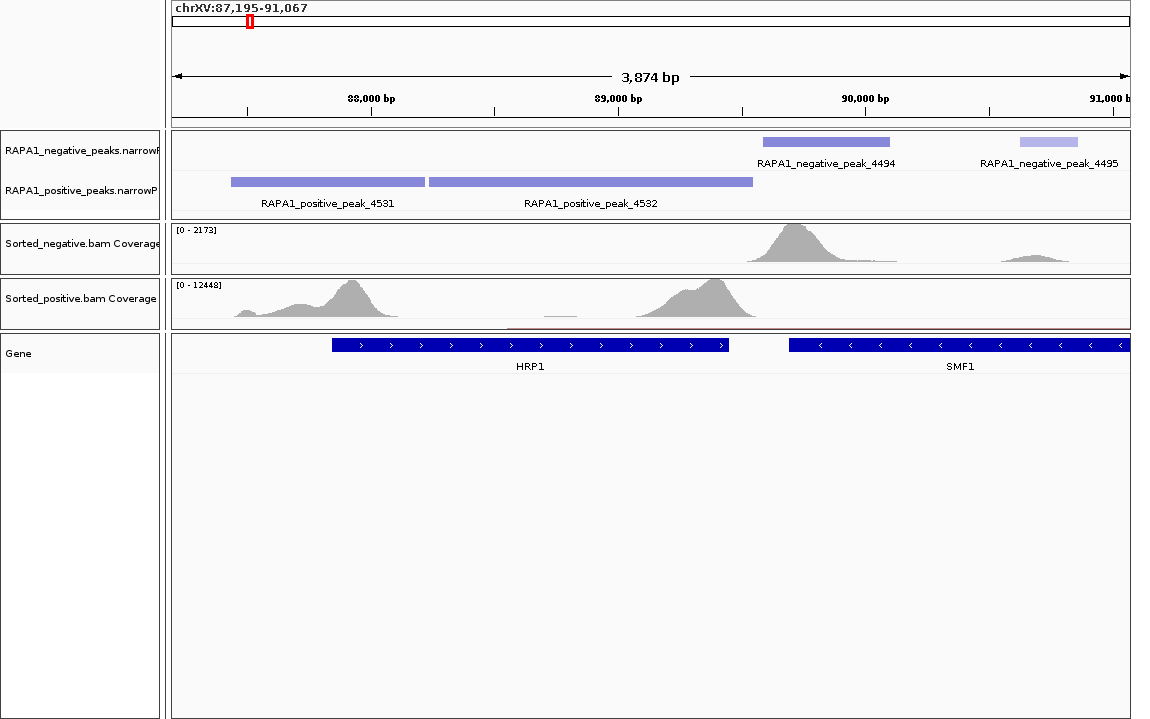 chrXV:87,195-91,067
3,874 bp
88,000 bp 89,000 bp 90,000 bp 91,000 b
RAPA1_negative_peaks.narrowP
RAPA1_negative_peak_4494 RAPA1_negative_peak_4495
RAPA1_positive_peaks.narrowP
RAPA1_positive_peak_4531 RAPA1_positive_peak_4532
[0 - 2173]
Sorted_negative.bam Coverage
[0 - 12448]
Sorted_positive.bam Coverage
Gene
HRP1 SMF1